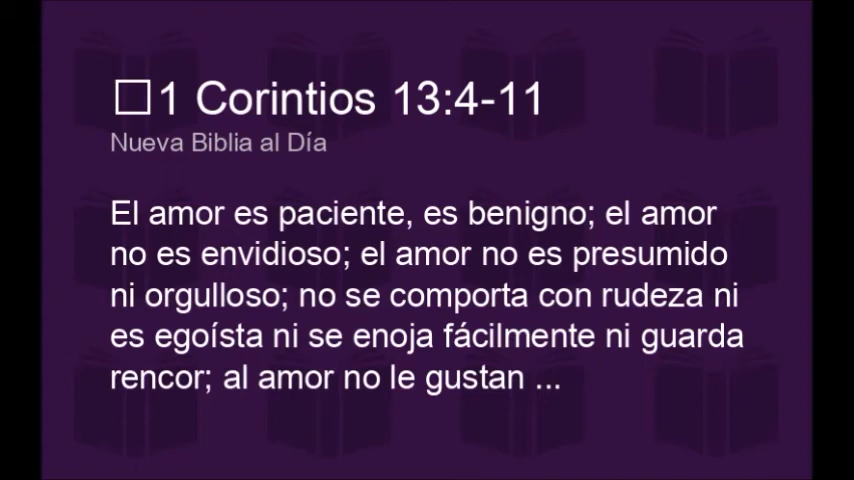 1 Corintios 13:4-11
Nueva Biblia al Día
El amor es paciente, es benigno; el amor
no es envidioso; el amor no es presumido
ni orgulloso; no se comporta con rudeza ni
es egoísta ni se enoja fácilmente ni guarda
rencor; al amor no le gustan ...